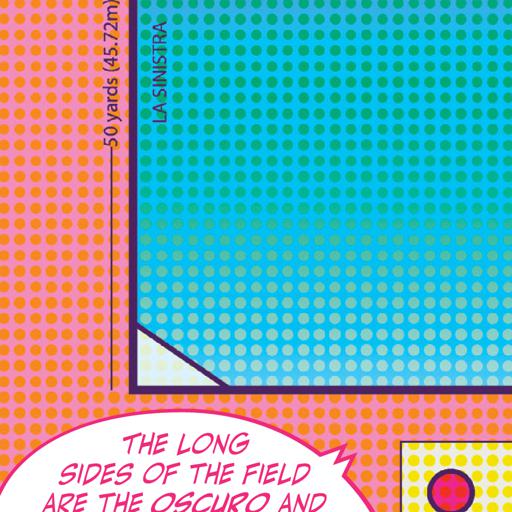 50 yards (45.72m)
LA SINISTRA
THE LONG
SIDES OF THE FIELD
ARE THE OSCURO AND